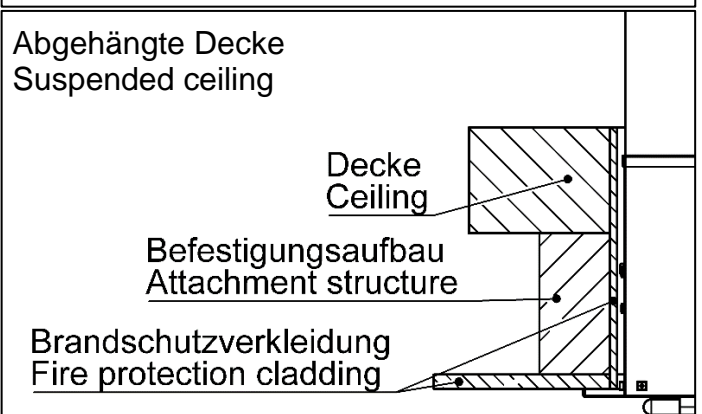 Abgehängte Decke
Suspended ceiling
Decke
Ceiling
Befestigungsaufbau
Attachment structure
Brandschutzverkleidung
Fire protection cladding